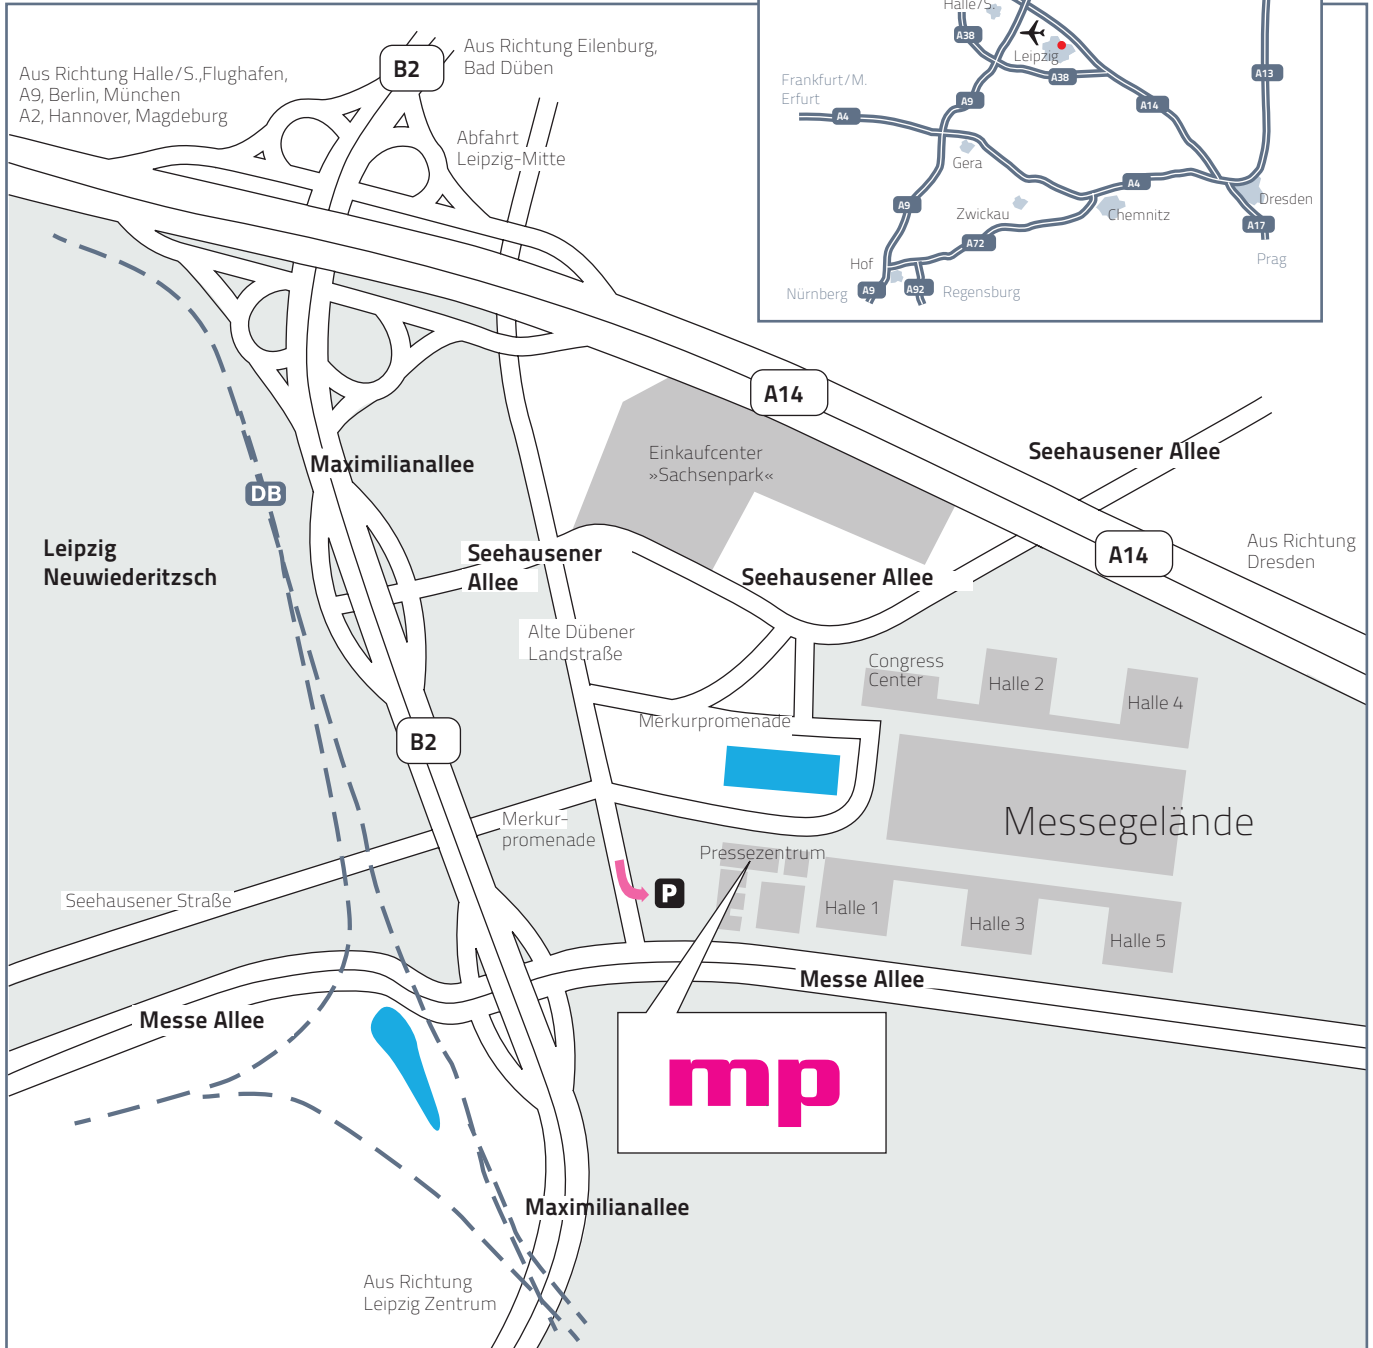 Halle/S.
A38
Leipzig
A38
A13
Frankfurt/M.
Erfurt
A9
A14
A4
Gera
A4
Dresden
A9
Zwickau
Chemnitz
A17
A72
Prag
Hof
Nürnberg
A9
A92
Regensburg
Aus Richtung Eilenburg,
Bad Düben
B2
Aus Richtung Halle/S.,Flughafen,
A9, Berlin, München
A2, Hannover, Magdeburg
Abfahrt
Leipzig-Mitte
A14
Einkaufcenter
»Sachsenpark«
Seehausener Allee
Maximilianallee
DB
Leipzig
Neuwiederitzsch
Seehausener
Allee
Seehausener Allee
A14
Aus Richtung
Dresden
Alte Dübener
Landstraße
Congress
Center
Halle 2
Halle 4
Merkurpromenade
B2
Messegelände
Merkur-
promenade
Pressezentrum
P
Seehausener Straße
Halle 1
Halle 3
Halle 5
Messe Allee
Messe Allee
mp
Maximilianallee
Aus Richtung
Leipzig Zentrum